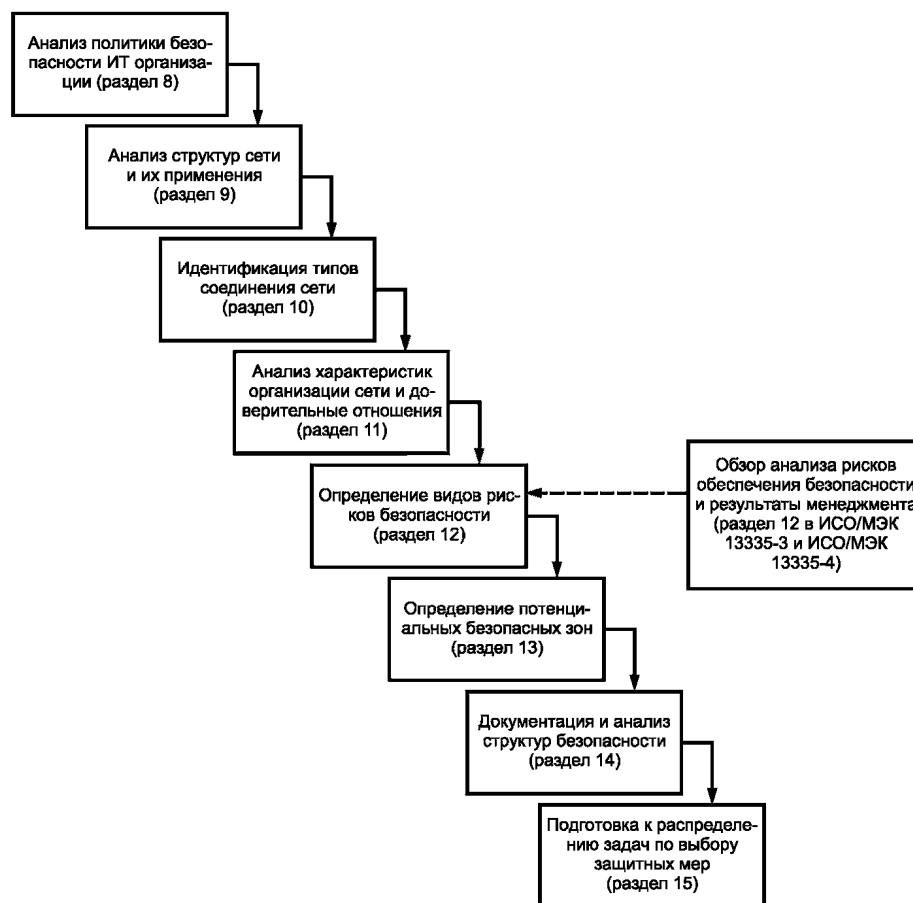 Анализ политики безо-
пасности ИТ организа-
ции (раздел 8)
Анализ структур сети
и их применения
(раздел 9)
Идентификация типов
соединения сети
(раздел 10)
Анализ характеристик
организации сети и до-
верительные отношения
(раздел 11)
Определение видов рис-
ков безопасности
(раздел 12)
Обзор анализа рисков
обеспечения безопасности
и результаты менеджмента
(раздел 12 в ИСО/МЭК
13335-3 и ИСО/МЭК
13335-4)
Определение потенци-
альных безопасных зон
(раздел 13)
Документация и анализ
структур безопасности
(раздел 14)
Подготовка к распределе-
нию задач по выбору
защитных мер
(раздел 15)